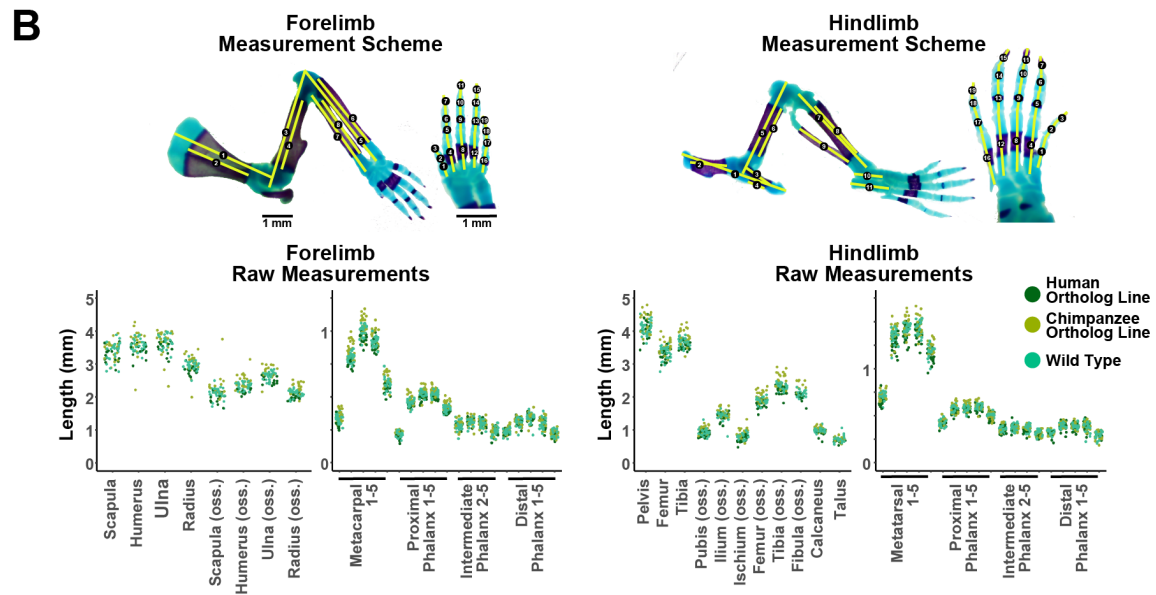 B
Forelimb
Measurement Scheme
1 mm
1 mm
Hindlimb
Measurement Scheme
Forelimb
Raw Measurements
Length (mm)
5
4
3
2
1
0
Scapula
Humerus
Ulna
Radius
Scapula (oss.)
Humerus (oss.)
Ulna (oss.)
Radius (oss.)
1
0
Metacarpal
1-5
Proximal
Phalanx 1-5
Intermediate
Phalanx 2-5
Distal
Phalanx 1-5
Hindlimb
Raw Measurements
Length (mm)
5
4
3
2
1
0
Pelvis
Femur
Tibia
Pubis (oss.)
Ilium (oss.)
Ischium (oss.)
Femur (oss.)
Tibia (oss.)
Fibula (oss.)
Calcaneus
Talus
1
0
Metatarsal
1-5
Proximal
Phalanx 1-5
Intermediate
Phalanx 2-5
Distal
Phalanx 1-5
Human
Ortholog Line
Chimpanzee
Ortholog Line
Wild Type